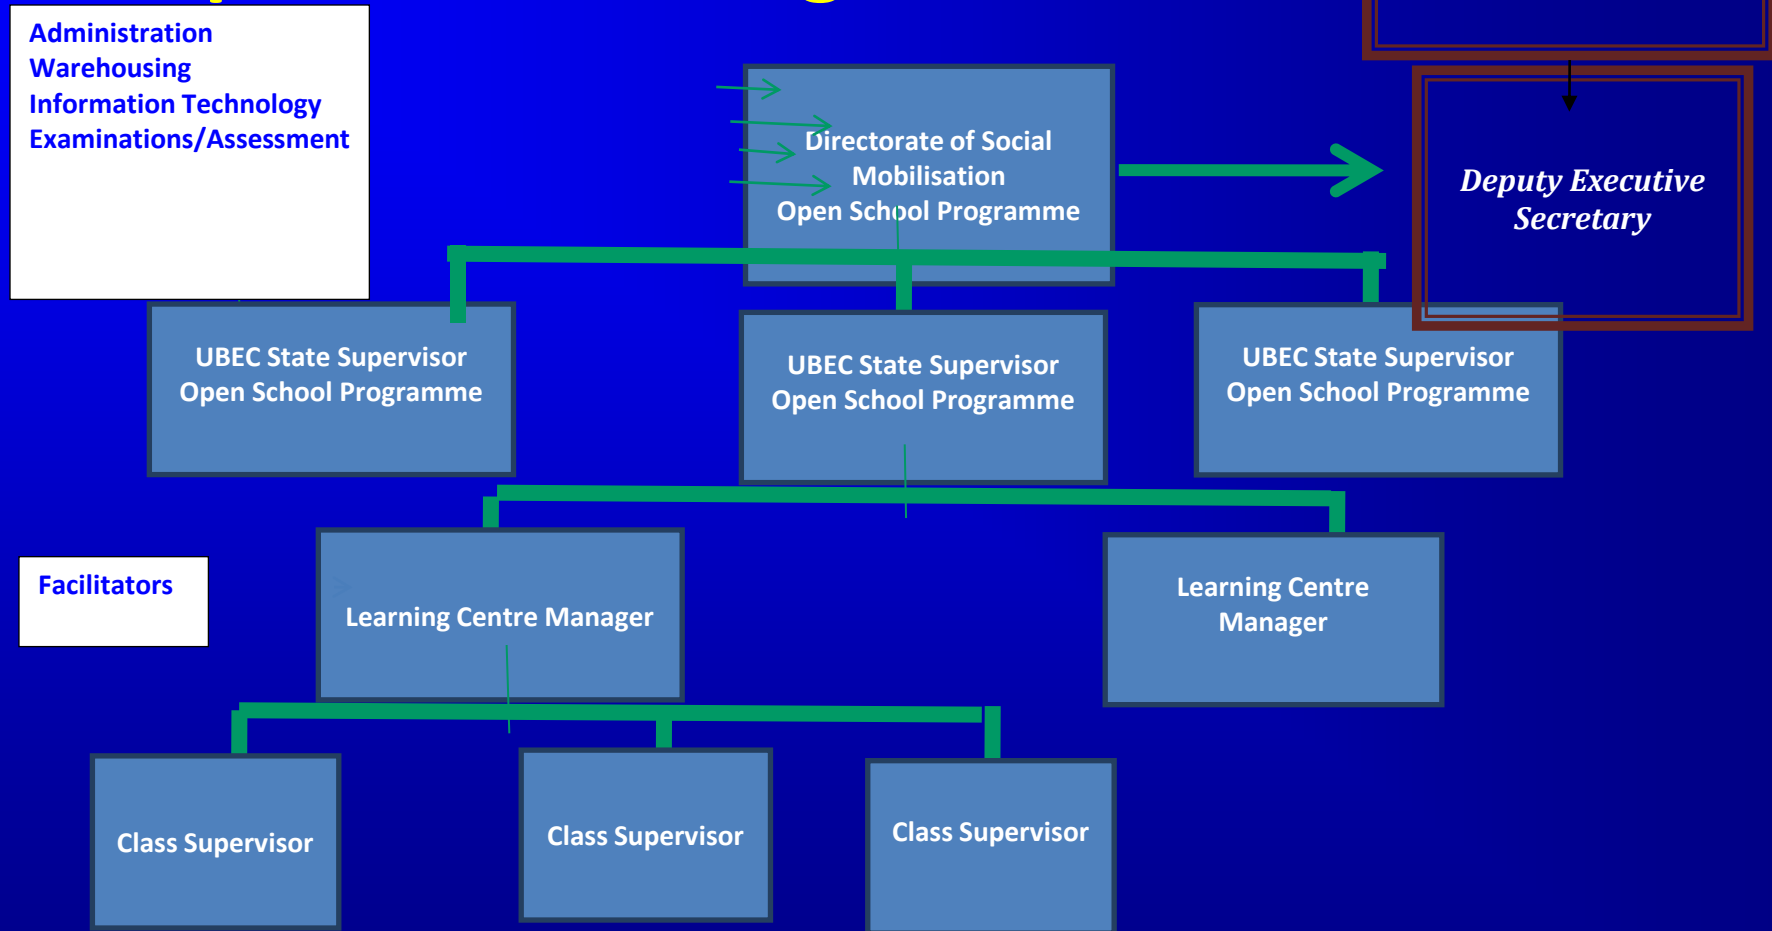 Administration
Warehousing
Information Technology
Examinations/Assessment
Directorate of Social
Mobilisation
Open School Programme
Deputy Executive
Secretary
UBEC State Supervisor
Open School Programme
UBEC State Supervisor
Open School Programme
UBEC State Supervisor
Open School Programme
Facilitators
Learning Centre Manager
Learning Centre
Manager
Class Supervisor
Class Supervisor
Class Supervisor